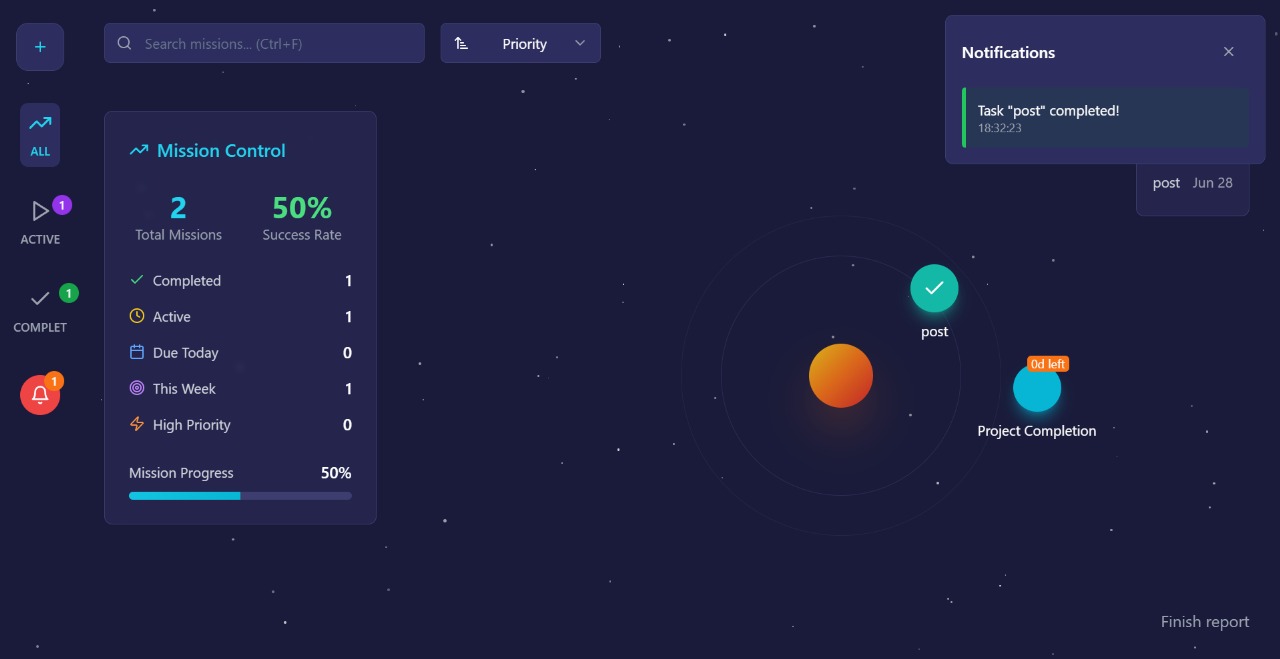 +
Search missions... (Ctrl+F)
Priority
Notifications
Task "post" completed!
18:32:23
post Jun 28
ALL
1
ACTIVE
1
COMPLET
1
Mission Control
2
Total Missions
50%
Success Rate
Completed 1
Active 1
Due Today 0
This Week 1
High Priority 0
Mission Progress 50%
post
0d left
Project Completion
Finish report